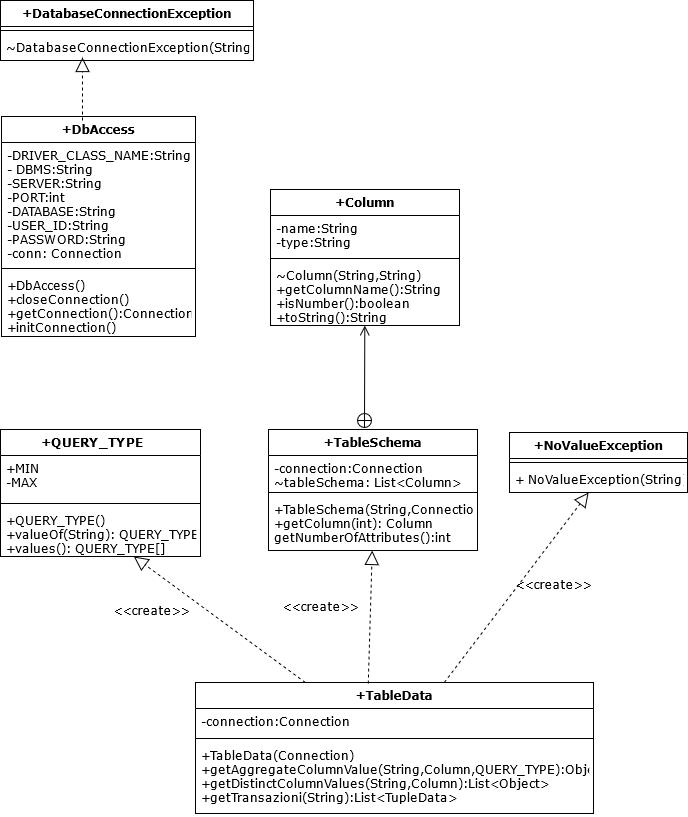 +DatabaseConnectionException
~DatabaseConnectionException(String
+DbAccess
-DRIVER_CLASS_NAME:String
- DBMS:String
-SERVER:String
-PORT:int
-DATABASE:String
-USER_ID:String
-PASSWORD:String
-conn: Connection
+DbAccess()
+closeConnection()
+getConnection():Connection
+initConnection()
+Column
-name:String
-type:String
~Column(String,String)
+getColumnName():String
+isNumber():boolean
+toString():String
+QUERY_TYPE
+MIN
-MAX
+QUERY_TYPE()
+valueOf(String): QUERY_TYPE
+values(): QUERY_TYPE[]
+TableSchema
-connection:Connection
~tableSchema: List<Column>
+TableSchema(String,Connectio
+getColumn(int): Column
getNumberOfAttributes():int
+NoValueException
+ NoValueException(String
<<create>>
<<create>>
<<create>>
+TableData
-connection:Connection
+TableData(Connection)
+getAggregateColumnValue(String,Column,QUERY_TYPE):Obje
+getDistinctColumnValues(String,Column):List<Object>
+getTransazioni(String):List<TupleData>